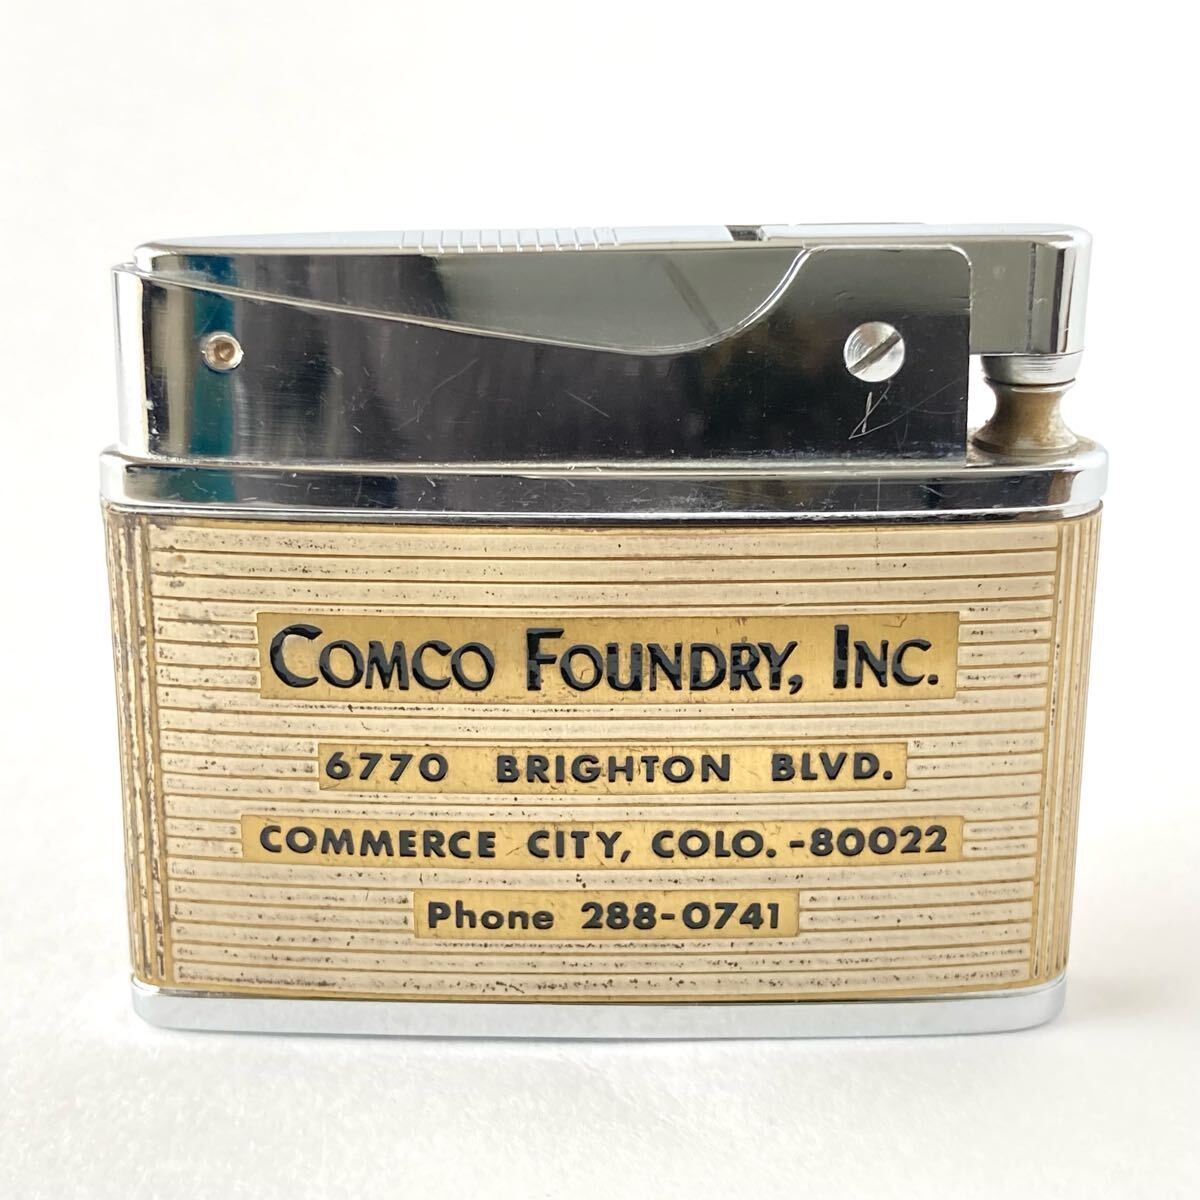 COMCO FOUNDRY, INC.
6770 BRIGHTON BLVD.
COMMERCE CITY, COLO. -80022
Phone 288-0741